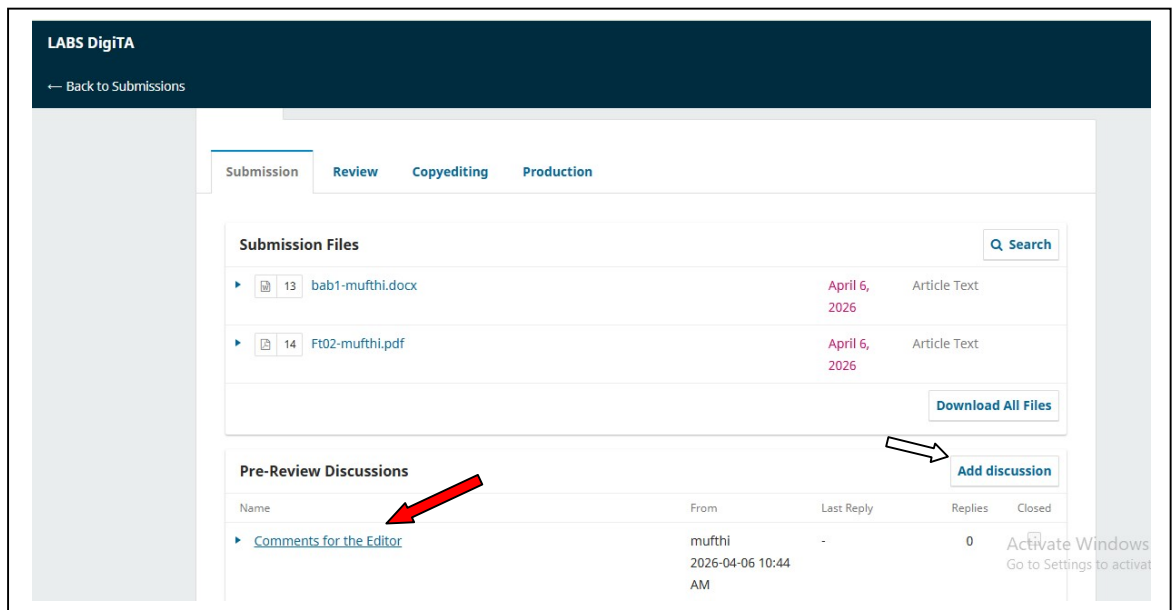 LABS DigiTA
← Back to Submissions
Submission Review Copyediting Production
Submission Files Search
13 bab1-mufthi.docx April 6, Article Text
2026
14 Ft02-mufthi.pdf April 6, Article Text
2026
Download All Files
Pre-Review Discussions Add discussion
Name From Last Reply Replies Closed
Comments for the Editor mufthi - 0
2026-04-06 10:44
AM
Activate Windows
Go to Settings to activat